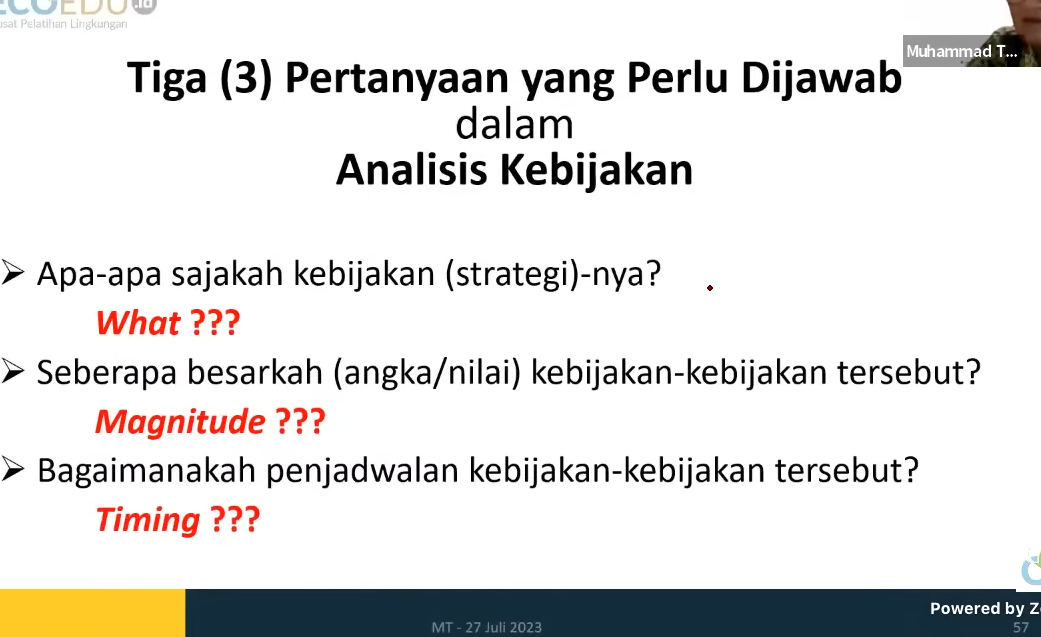 ECOEDU.id
usat Pelatihan Lingkungan
Muhammad T...
Tiga (3) Pertanyaan yang Perlu Dijawab
dalam
Analisis Kebijakan
➢ Apa-apa sajakah kebijakan (strategi)-nya?
What ???
➢ Seberapa besarkah (angka/nilai) kebijakan-kebijakan tersebut?
Magnitude ???
➢ Bagaimanakah penjadwalan kebijakan-kebijakan tersebut?
Timing ???
Powered by Z
MT - 27 Juli 2023
57